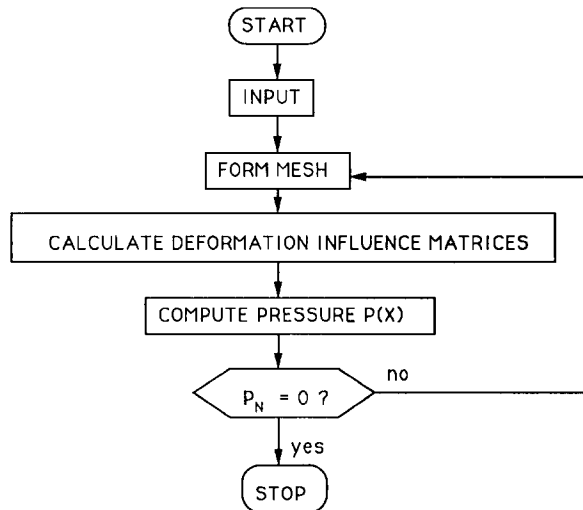 START
INPUT
FORM MESH
CALCULATE DEFORMATION INFLUENCE MATRICES
COMPUTE PRESSURE P(X)
no
P_N = 0 ?
yes
STOP